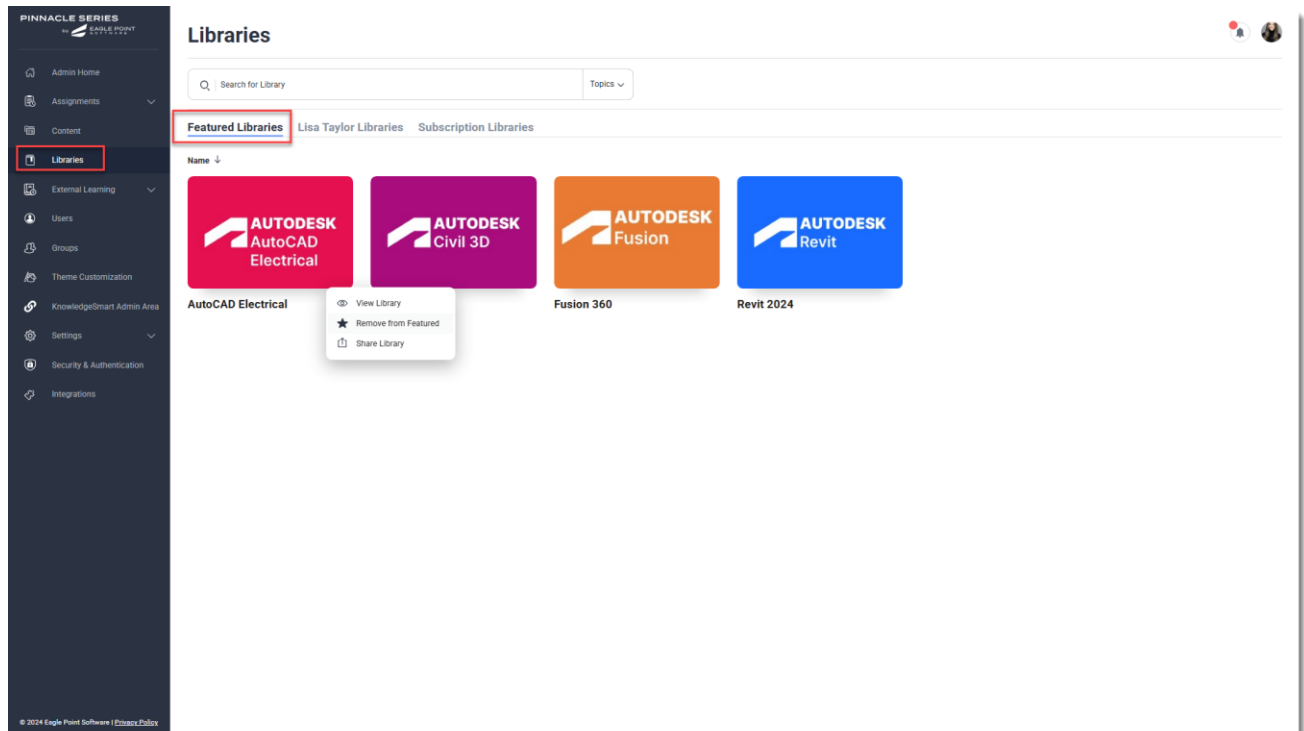 PINNACLE SERIES
by EAGLE POINT
SOFTWARE
Admin Home
Assignments
Content
Libraries
External Learning
Users
Groups
Theme Customization
KnowledgeSmart Admin Area
Settings
Security & Authentication
Integrations
© 2024 Eagle Point Software | Privacy Policy
Libraries
Search for Library
Topics
Featured Libraries Lisa Taylor Libraries Subscription Libraries
Name ↓
AUTODESK
AutoCAD
Electrical
AUTODESK
Civil 3D
AUTODESK
Fusion
AUTODESK
Revit
AutoCAD Electrical
Fusion 360
Revit 2024
View Library
Remove from Featured
Share Library